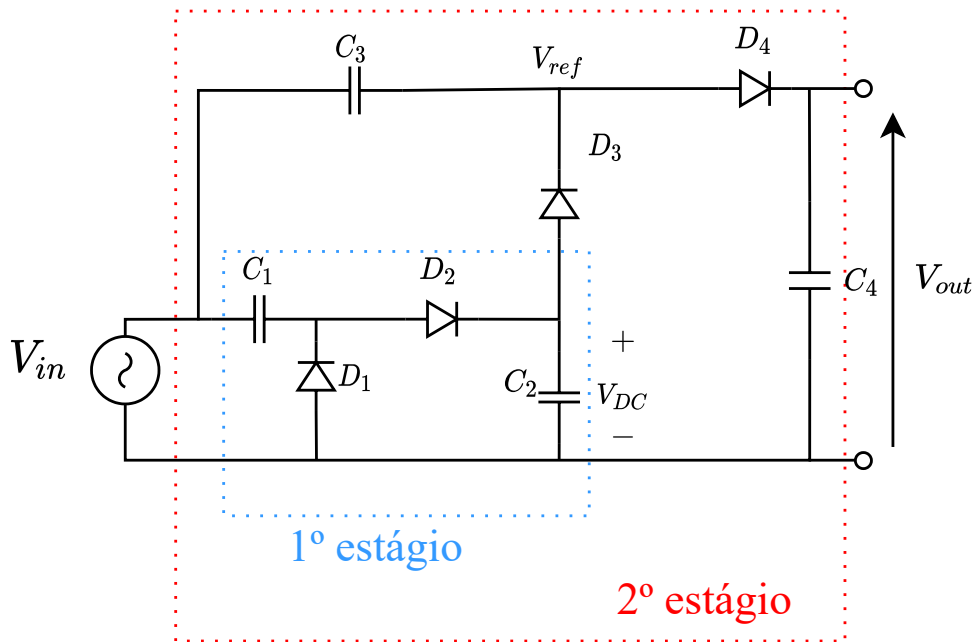 C3
Vref
D4
D3
C1
D2
Vin
D1
C2
+
VDC
−
C4
Vout
1º estágio
2º estágio